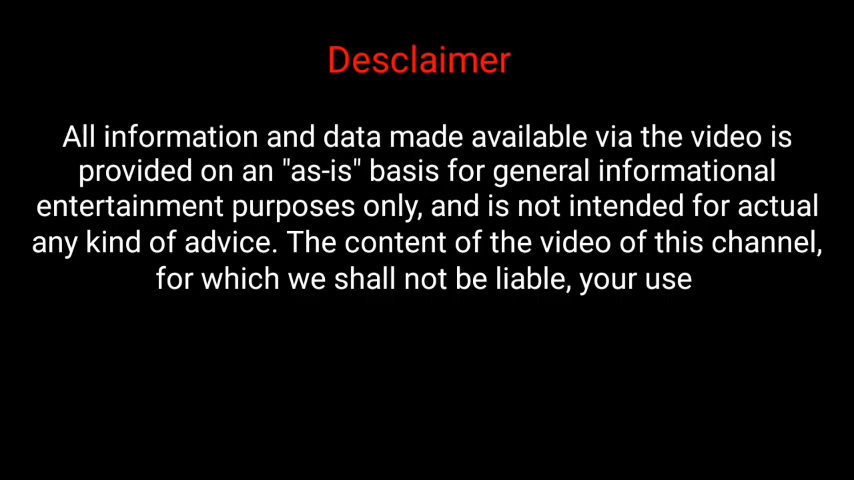 Desclaimer
All information and data made available via the video is
provided on an "as-is" basis for general informational
entertainment purposes only, and is not intended for actual
any kind of advice. The content of the video of this channel,
for which we shall not be liable, your use